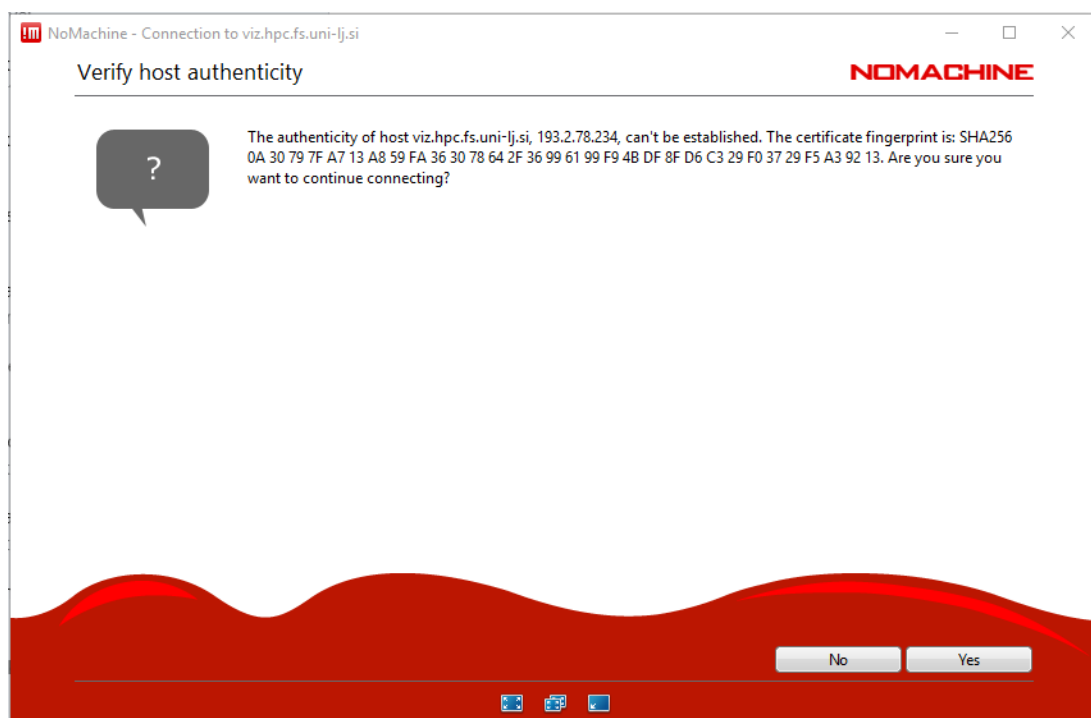 NoMachine - Connection to viz.hpc.fs.uni-lj.si
Verify host authenticity
NOMACHINE
?
The authenticity of host viz.hpc.fs.uni-lj.si, 193.2.78.234, can't be established. The certificate fingerprint is: SHA256
0A 30 79 7F A7 13 A8 59 FA 36 30 78 64 2F 36 99 61 99 F9 4B DF 8F D6 C3 29 F0 37 29 F5 A3 92 13. Are you sure you
want to continue connecting?
No
Yes